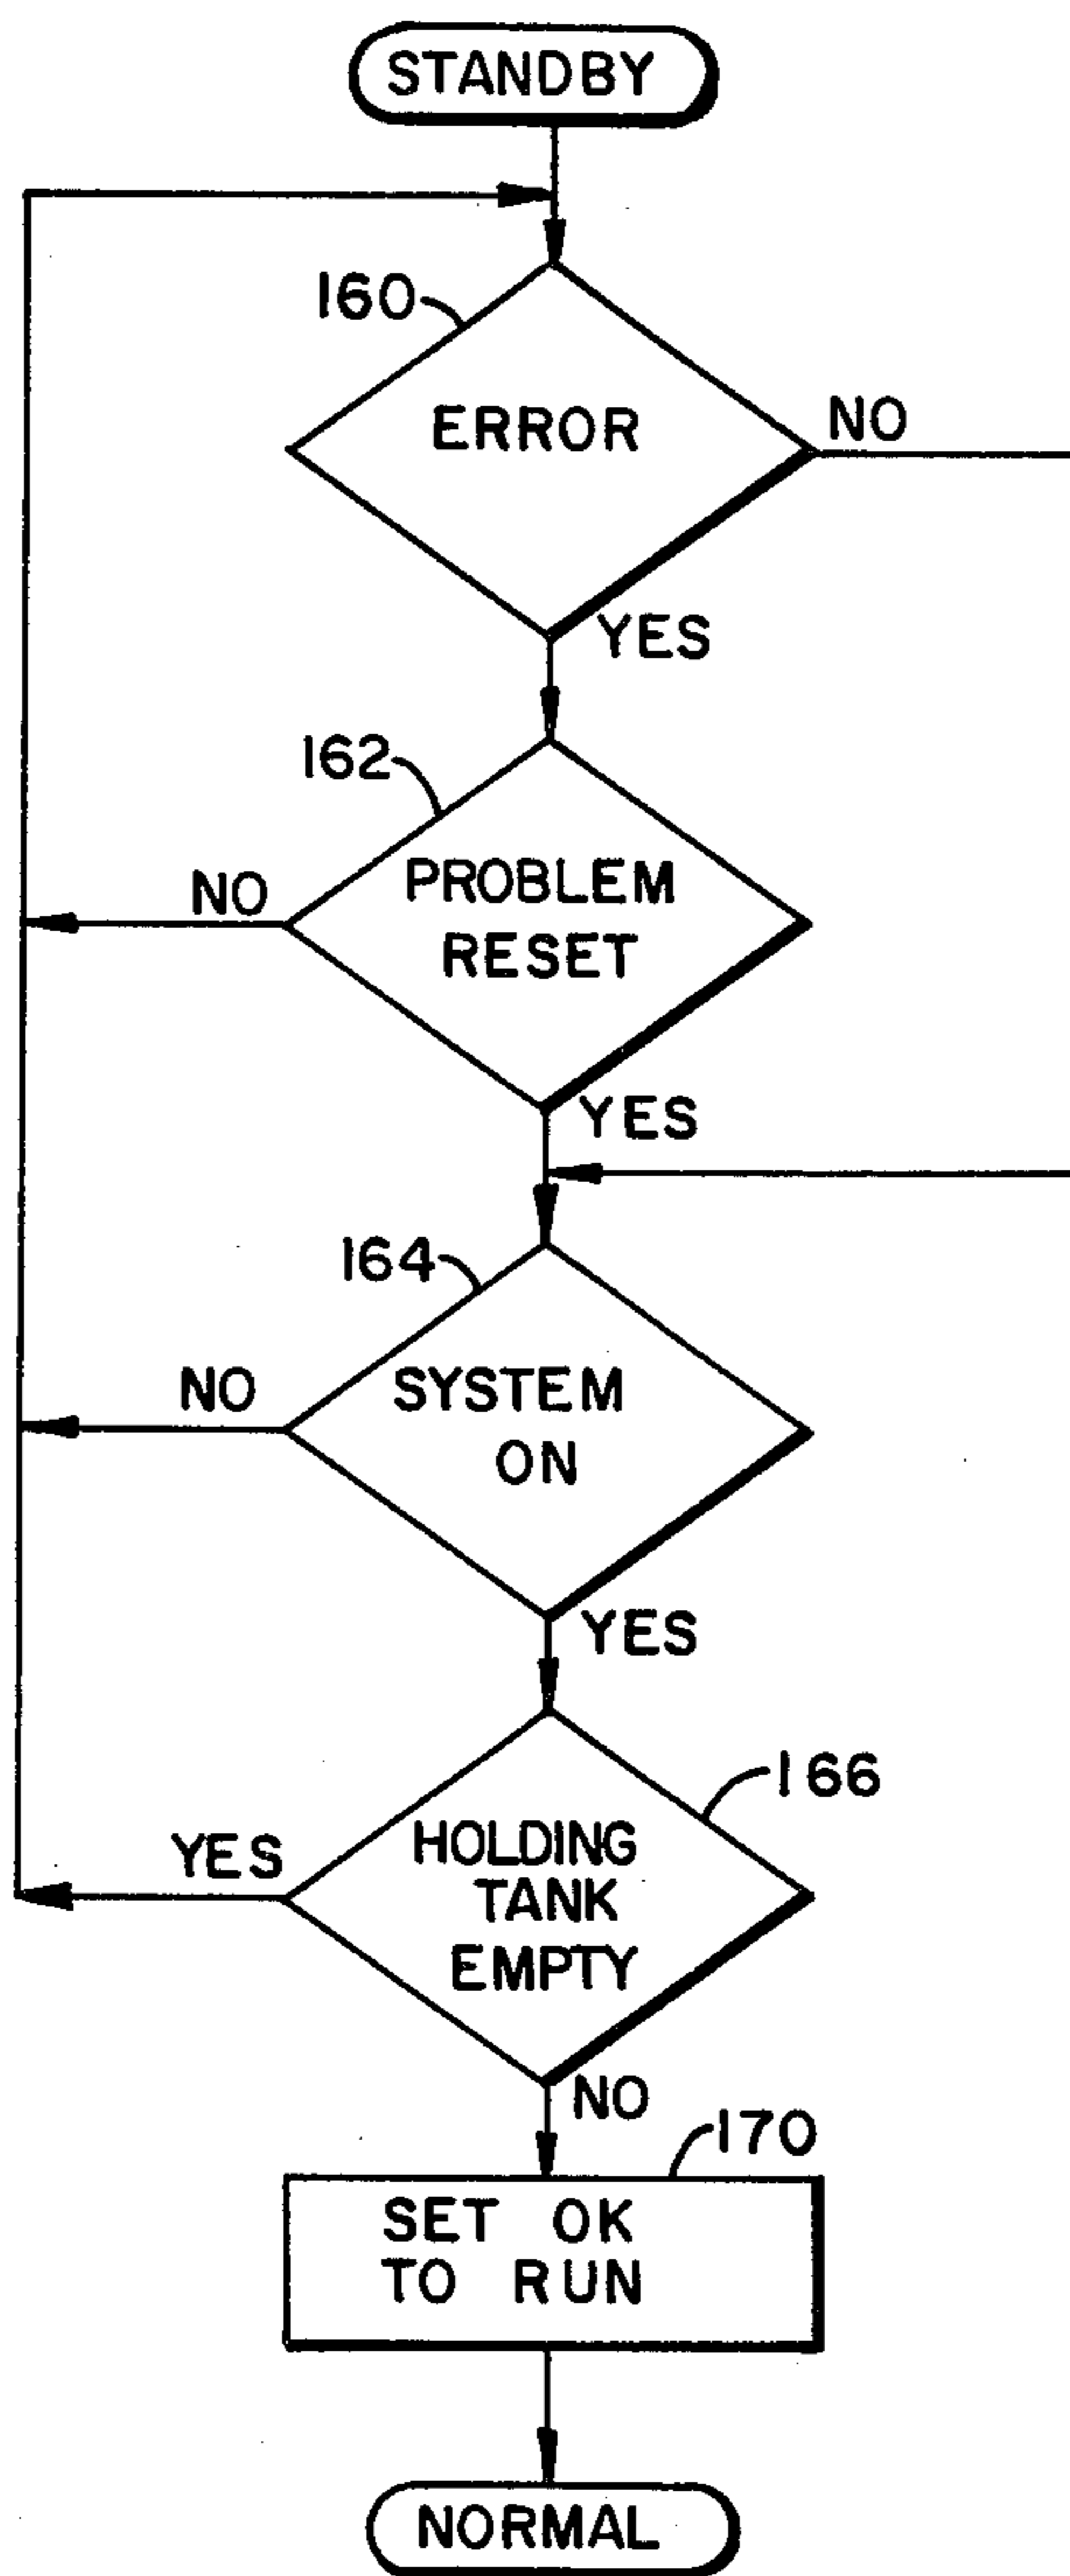 STANDBY
160
ERROR
NO
YES
162
NO
PROBLEM
RESET
YES
164
NO
SYSTEM
ON
YES
166
YES
HOLDING
TANK
EMPTY
NO
170
SET OK
TO RUN
NORMAL